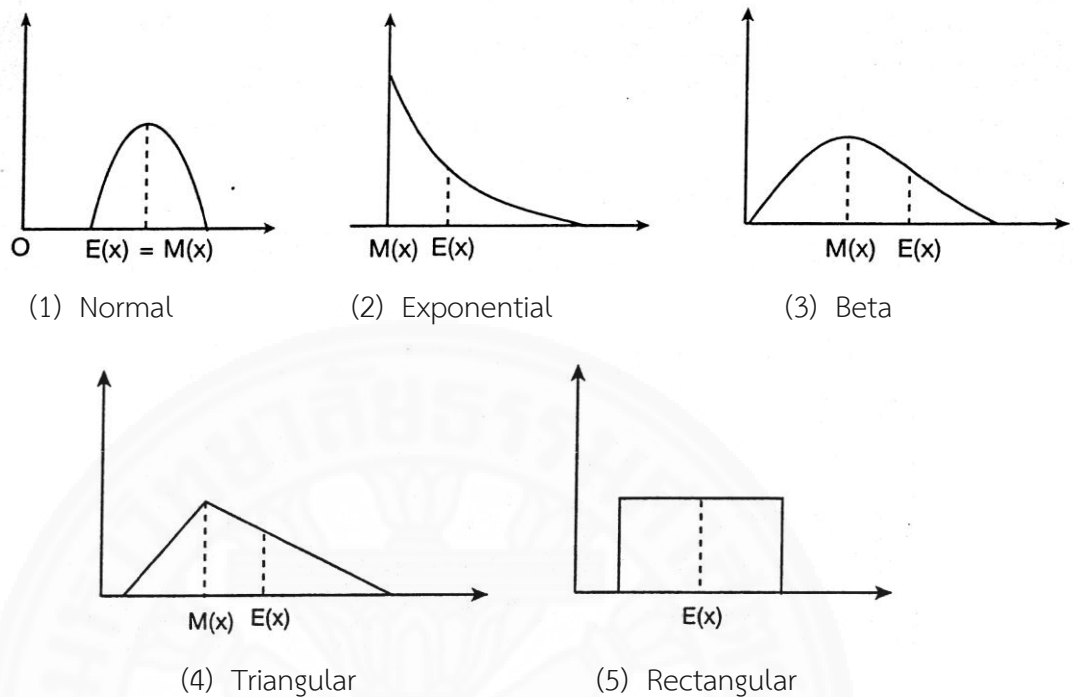 O
E(x) = M(x)
(1) Normal
M(x) E(x)
(2) Exponential
M(x) E(x)
(3) Beta
M(x) E(x)
(4) Triangular
E(x)
(5) Rectangular